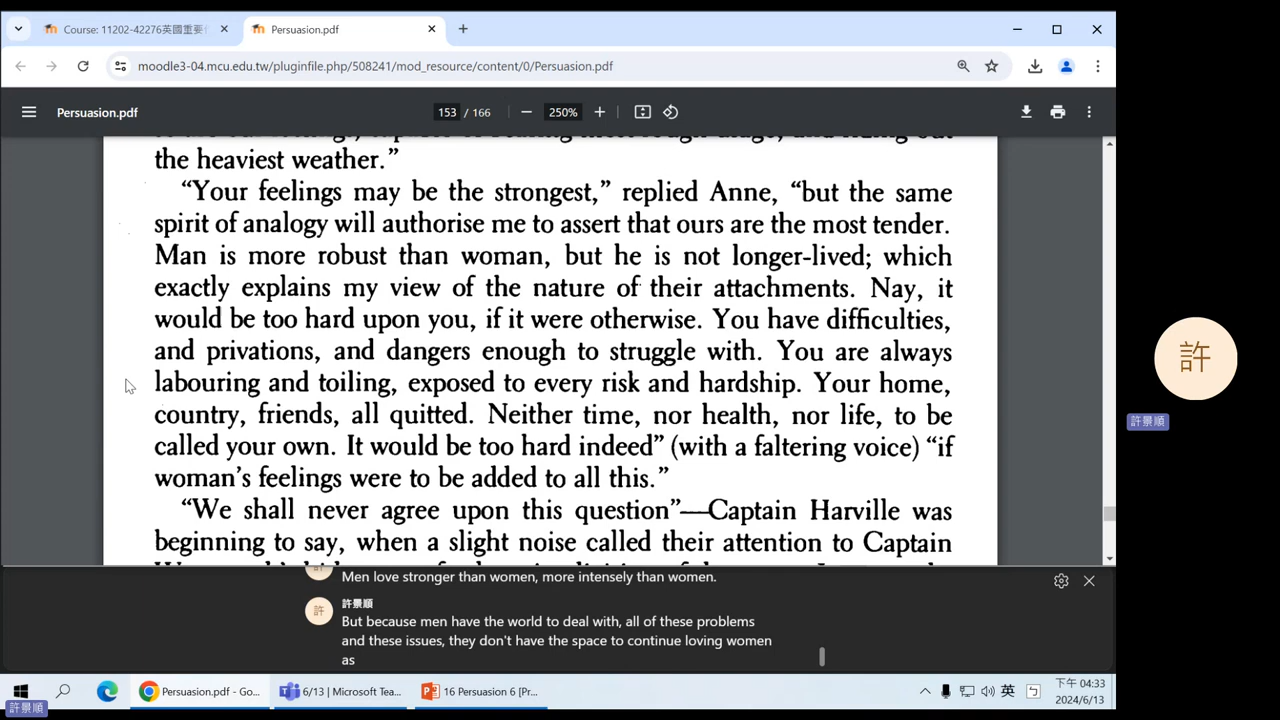 Course: 11202-42276英國重要
Persuasion.pdf
moodle3-04.mcu.edu.tw/pluginfile.php/508241/mod_resource/content/0/Persuasion.pdf
Persuasion.pdf
153 / 166
250%
the heaviest weather.”
“Your feelings may be the strongest,” replied Anne, “but the same
spirit of analogy will authorise me to assert that ours are the most tender.
Man is more robust than woman, but he is not longer-lived; which
exactly explains my view of the nature of their attachments. Nay, it
would be too hard upon you, if it were otherwise. You have difficulties,
and privations, and dangers enough to struggle with. You are always
labouring and toiling, exposed to every risk and hardship. Your home,
country, friends, all quitted. Neither time, nor health, nor life, to be
called your own. It would be too hard indeed” (with a faltering voice) “if
woman’s feelings were to be added to all this.”
“We shall never agree upon this question”—Captain Harville was
beginning to say, when a slight noise called their attention to Captain
許
許景順
許
Men love stronger than women, more intensely than women.
許
許景順
But because men have the world to deal with, all of these problems
and these issues, they don't have the space to continue loving women
as
Persuasion.pdf - Go...
6/13 | Microsoft Tea...
16 Persuasion 6 [Pr...
英
下午 04:33
2024/6/13
許景順